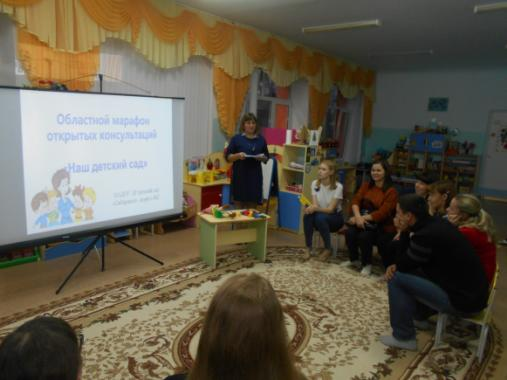 Областной марафон
открытых консультаций
«Наш детский сад»